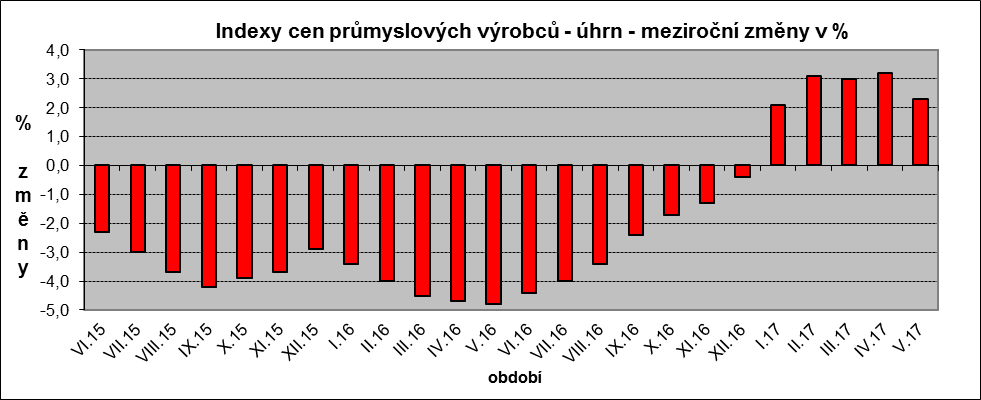 Indexy cen průmyslových výrobců - úhrn - meziroční změny v %
4,0
3,0
2,0
1,0
0,0
-1,0
-2,0
-3,0
-4,0
-5,0
%
z
m
ě
n
y
VI.15
VII.15
VIII.15
IX.15
X.15
XI.15
XII.15
I.16
II.16
III.16
IV.16
V.16
VI.16
VII.16
VIII.16
IX.16
X.16
XI.16
XII.16
I.17
II.17
III.17
IV.17
V.17
období